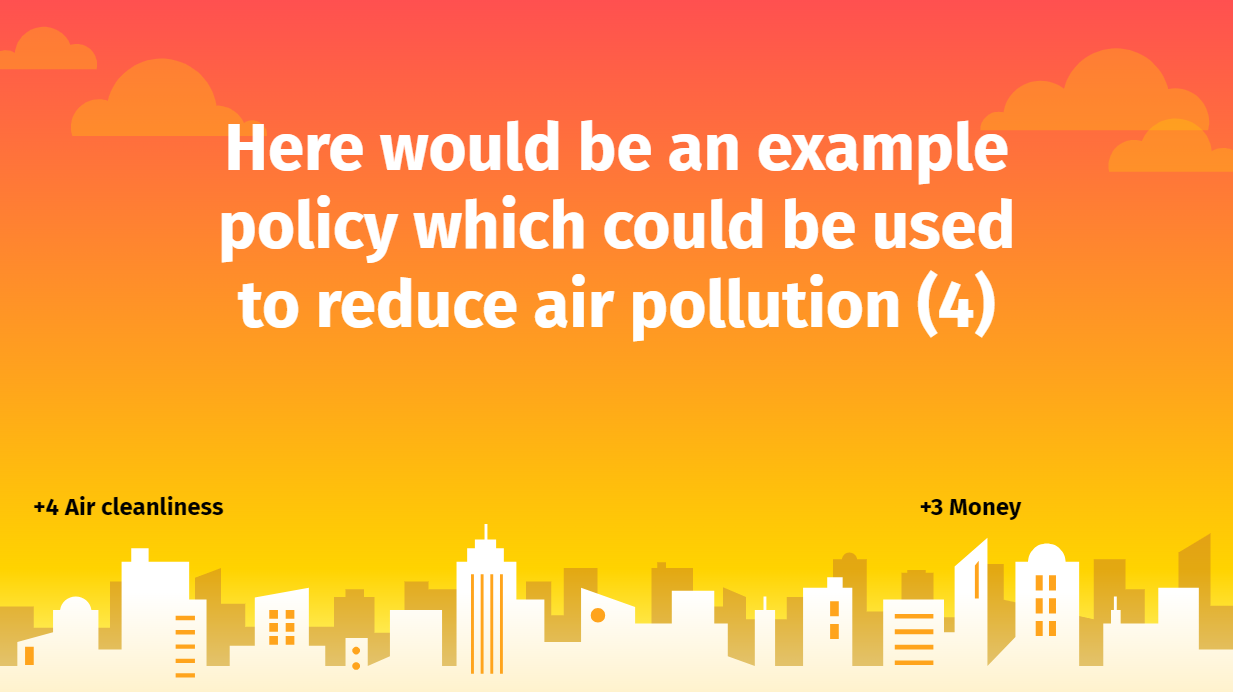 Here would be an example
policy which could be used
to reduce air pollution (4)
+4 Air cleanliness
+3 Money